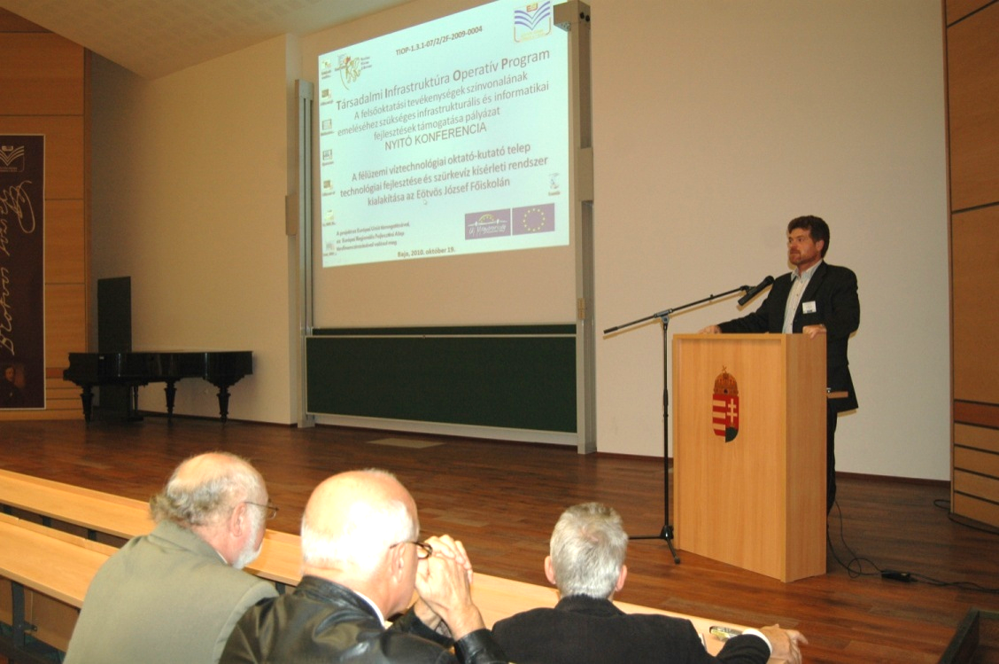 TIOP-1.3.1-07/2/2F-2009-0004
Társadalmi Infrastruktúra Operatív Program
A felsőoktatási tevékenységek színvonalának
emeléséhez szükséges infrastrukturális és informatikai
fejlesztések támogatása pályázat
NYITÓ KONFERENCIA
A félüzemi víztechnológiai oktató-kutató telep
technológiai fejlesztése és szürkevíz kísérleti rendszer
kialakítása az Eötvös József Főiskolán
A projekt az Európai Unió támogatásával,
az Európai Regionális Fejlesztési Alap
társfinanszírozásával valósul meg
Baja, 2010. október 19.